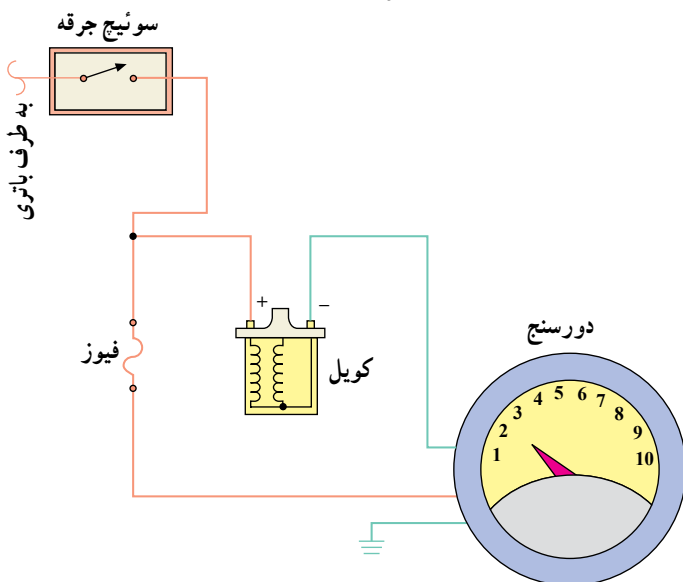 سوئیچ جرقه
به طرف باتری
+ −
فیوز
کویل
دورسنج
1 2 3 4 5 6 7 8 9 10